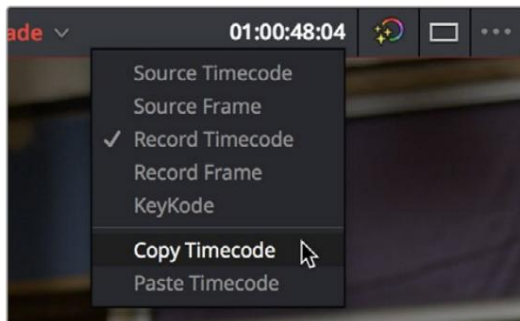 ade 01:00:48:04
Source Timecode
Source Frame
Record Timecode
Record Frame
KeyKode
Copy Timecode
Paste Timecode